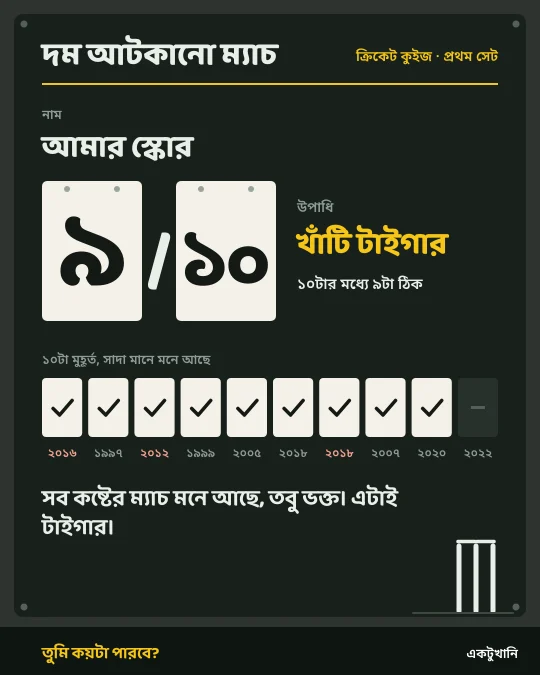 দম আটকানো ম্যাচ
ক্রিকেট কুইজ · প্রথম সেট
নাম
আমার স্কোর
৯/১০
উপাধি
খাঁটি টাইগার
১০টার মধ্যে ৯টা ঠিক
১০টা মুহূর্ত, সাদা মানে মনে আছে
২০১৬ ১৯৯৭ ২০১২ ১৯৯৯ ২০০৫ ২০১৮ ২০১৮ ২০০৭ ২০২০ ২০২২
সব কষ্টের ম্যাচ মনে আছে, তবু ভক্ত। এটাই
টাইগার।
তুমি কয়টা পারবে?
একটুখানি